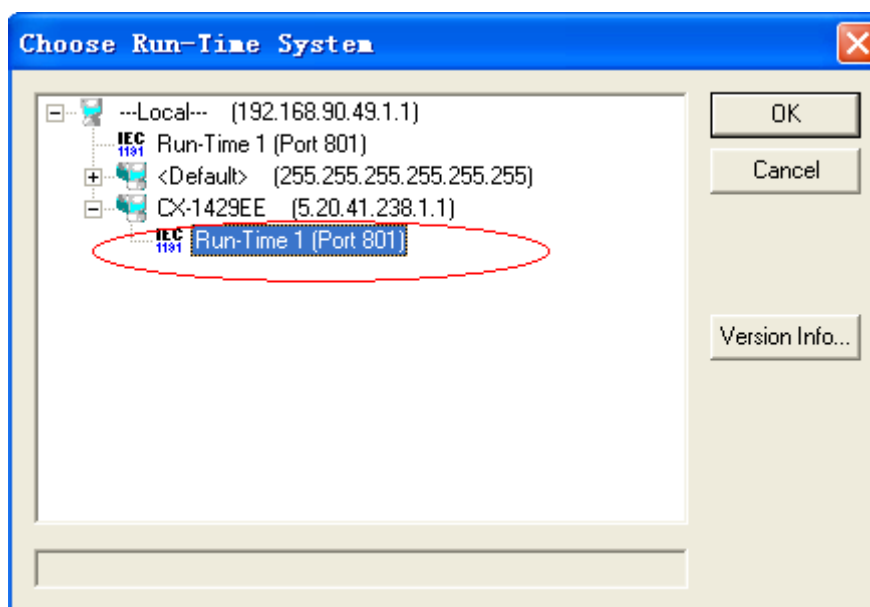 Choose Run-Time System
---Local--- (192.168.90.49.1.1)
IEC 1131 Run-Time 1 (Port 801)
<Default> (255.255.255.255.255.255)
CX-1429EE (5.20.41.238.1.1)
IEC 1131 Run-Time 1 (Port 801)
OK
Cancel
Version Info...